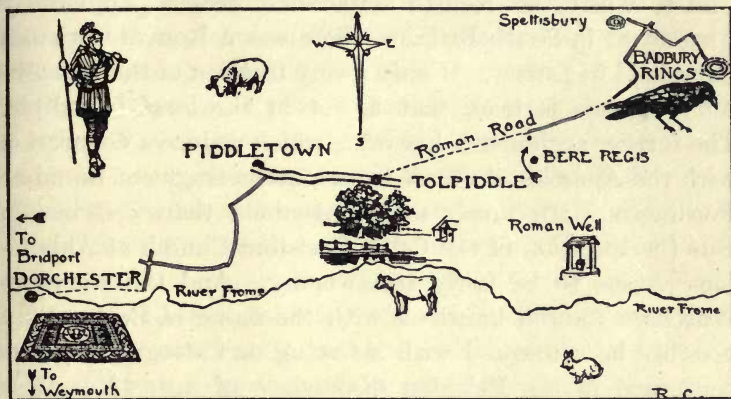 Spettisbury
BADBURY
RINGS
W E
S
Roman Road
PIDDLETOWN
BERE REGIS
TOLPIDDLE
Roman Well
To
Bridport
DORCHESTER
River Frome
River Frome
To
Weymouth